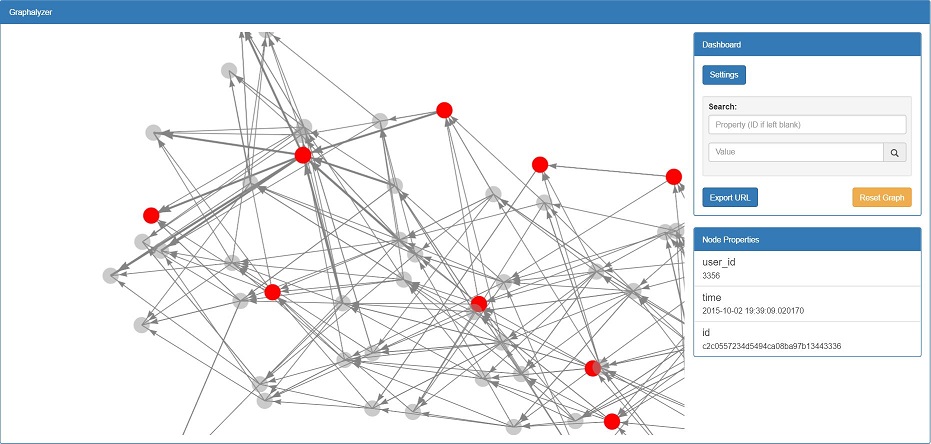 Graphalyzer
Dashboard
Settings
Search:
Property (ID if left blank)
Value
Export URL
Reset Graph
Node Properties
user_id
3356
time
2015-10-02 19:39:09.020170
id
c2c0557234d5494ca08ba97b13443336